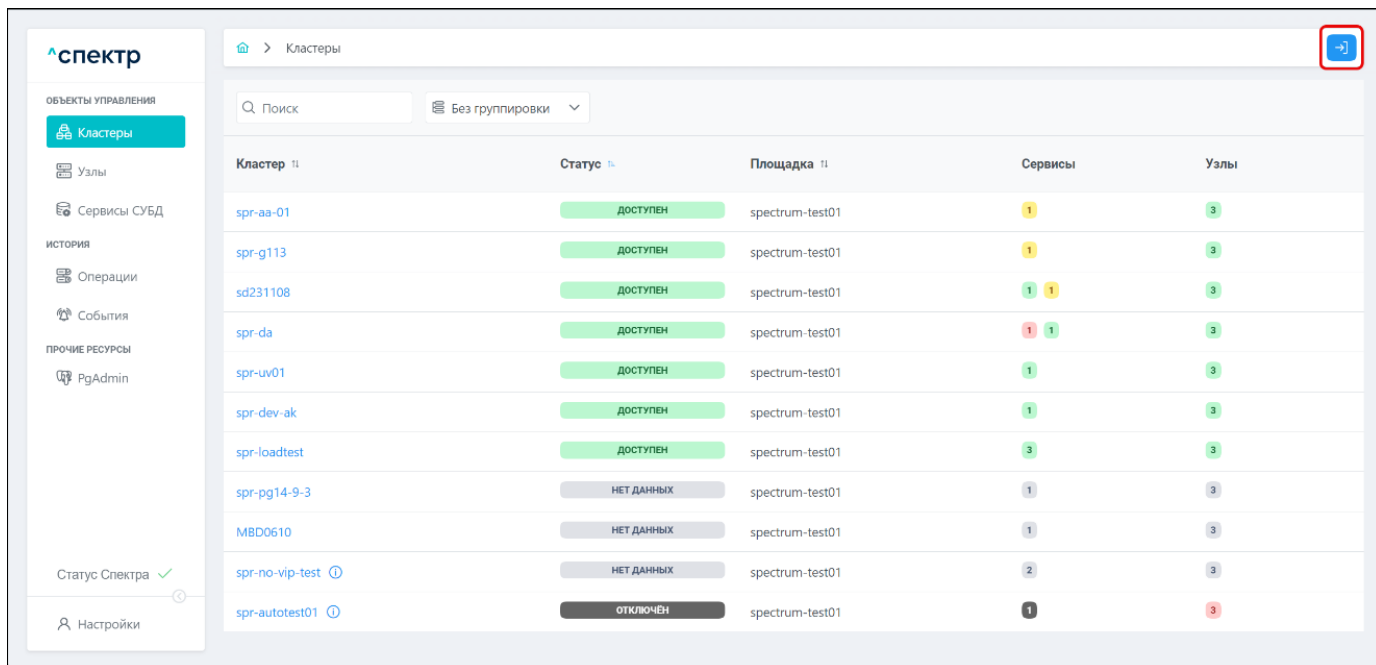 ^спектр
Кластеры
ОБЪЕКТЫ УПРАВЛЕНИЯ
Кластеры
Узлы
Сервисы СУБД
ИСТОРИЯ
Операции
События
ПРОЧИЕ РЕСУРСЫ
PgAdmin
Статус Спектра
Настройки
Поиск
Без группировки
Кластер Статус Площадка Сервисы Узлы
spr-aa-01 ДОСТУПЕН spectrum-test01 1 3
spr-g113 ДОСТУПЕН spectrum-test01 1 3
sd231108 ДОСТУПЕН spectrum-test01 1 1 3
spr-da ДОСТУПЕН spectrum-test01 1 1 3
spr-uv01 ДОСТУПЕН spectrum-test01 1 3
spr-dev-ak ДОСТУПЕН spectrum-test01 1 3
spr-loadtest ДОСТУПЕН spectrum-test01 3 3
spr-pg14-9-3 НЕТ ДАННЫХ spectrum-test01 1 3
MBD0610 НЕТ ДАННЫХ spectrum-test01 1 3
spr-no-vip-test НЕТ ДАННЫХ spectrum-test01 2 3
spr-autotest01 ОТКЛЮЧЁН spectrum-test01 1 3